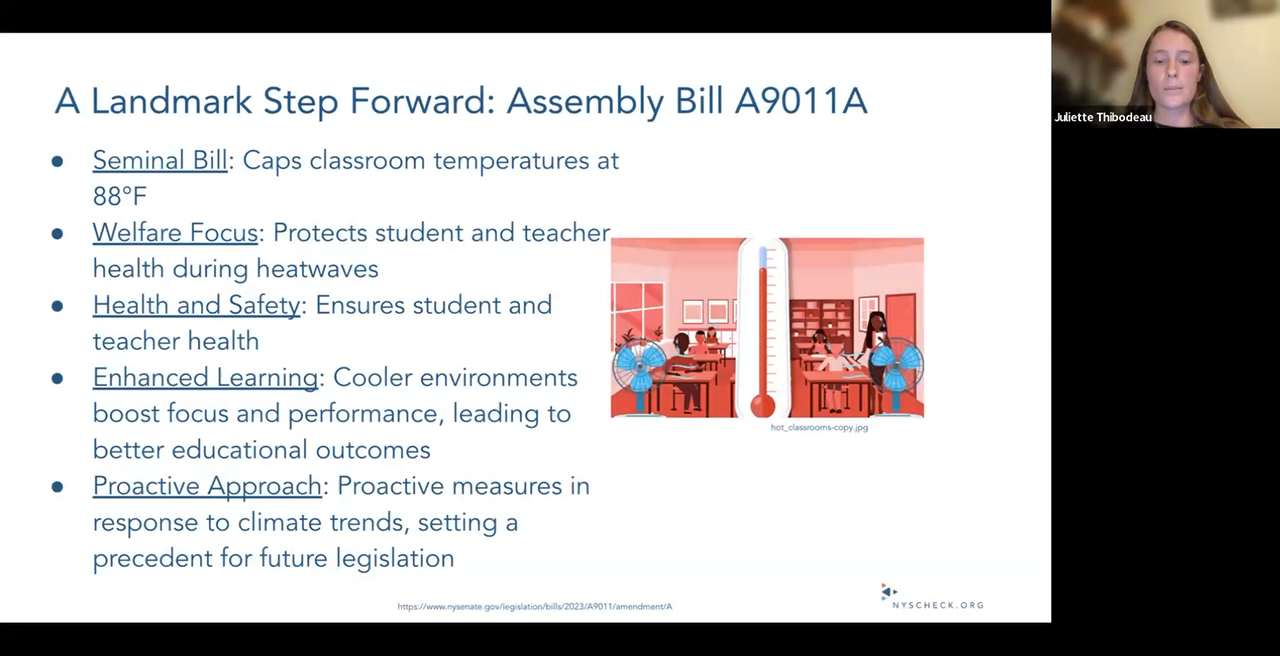 A Landmark Step Forward: Assembly Bill A9011A
● Seminal Bill: Caps classroom temperatures at
88°F
● Welfare Focus: Protects student and teacher
health during heatwaves
● Health and Safety: Ensures student and
teacher health
● Enhanced Learning: Cooler environments
boost focus and performance, leading to
better educational outcomes
● Proactive Approach: Proactive measures in
response to climate trends, setting a
precedent for future legislation
hot_classrooms-copy.jpg
https://www.nysenate.gov/legislation/bills/2023/A9011/amendment/A
NYSCHECK.ORG
Juliette Thibodeau